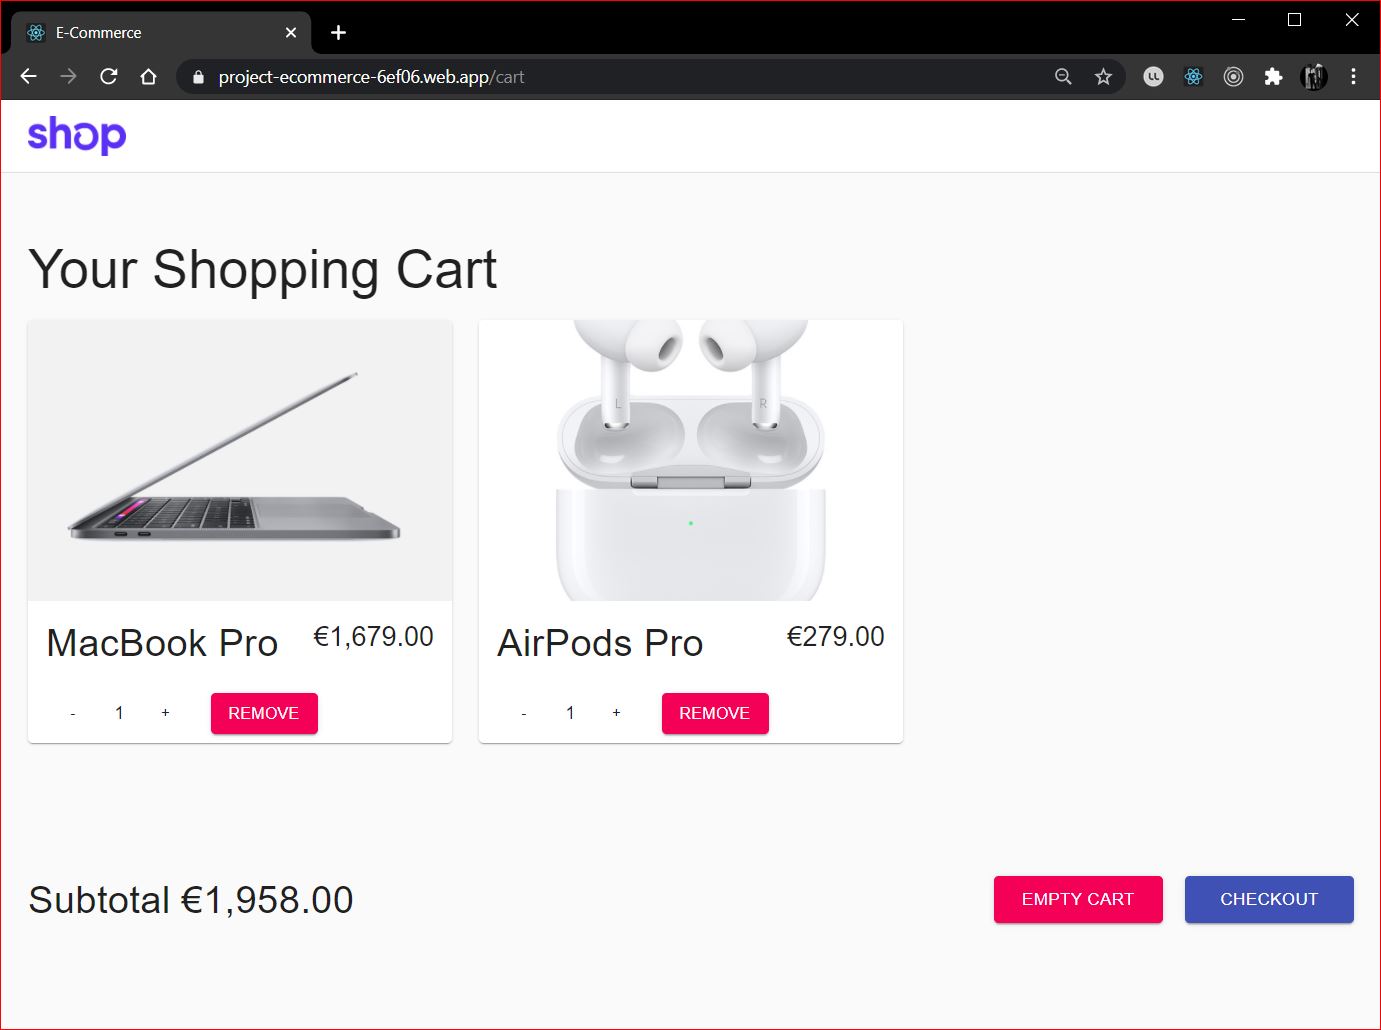 E-Commerce
project-ecommerce-6ef06.web.app/cart
shop
Your Shopping Cart
L R
MacBook Pro €1,679.00
- 1 + REMOVE
AirPods Pro €279.00
- 1 + REMOVE
Subtotal €1,958.00
EMPTY CART CHECKOUT